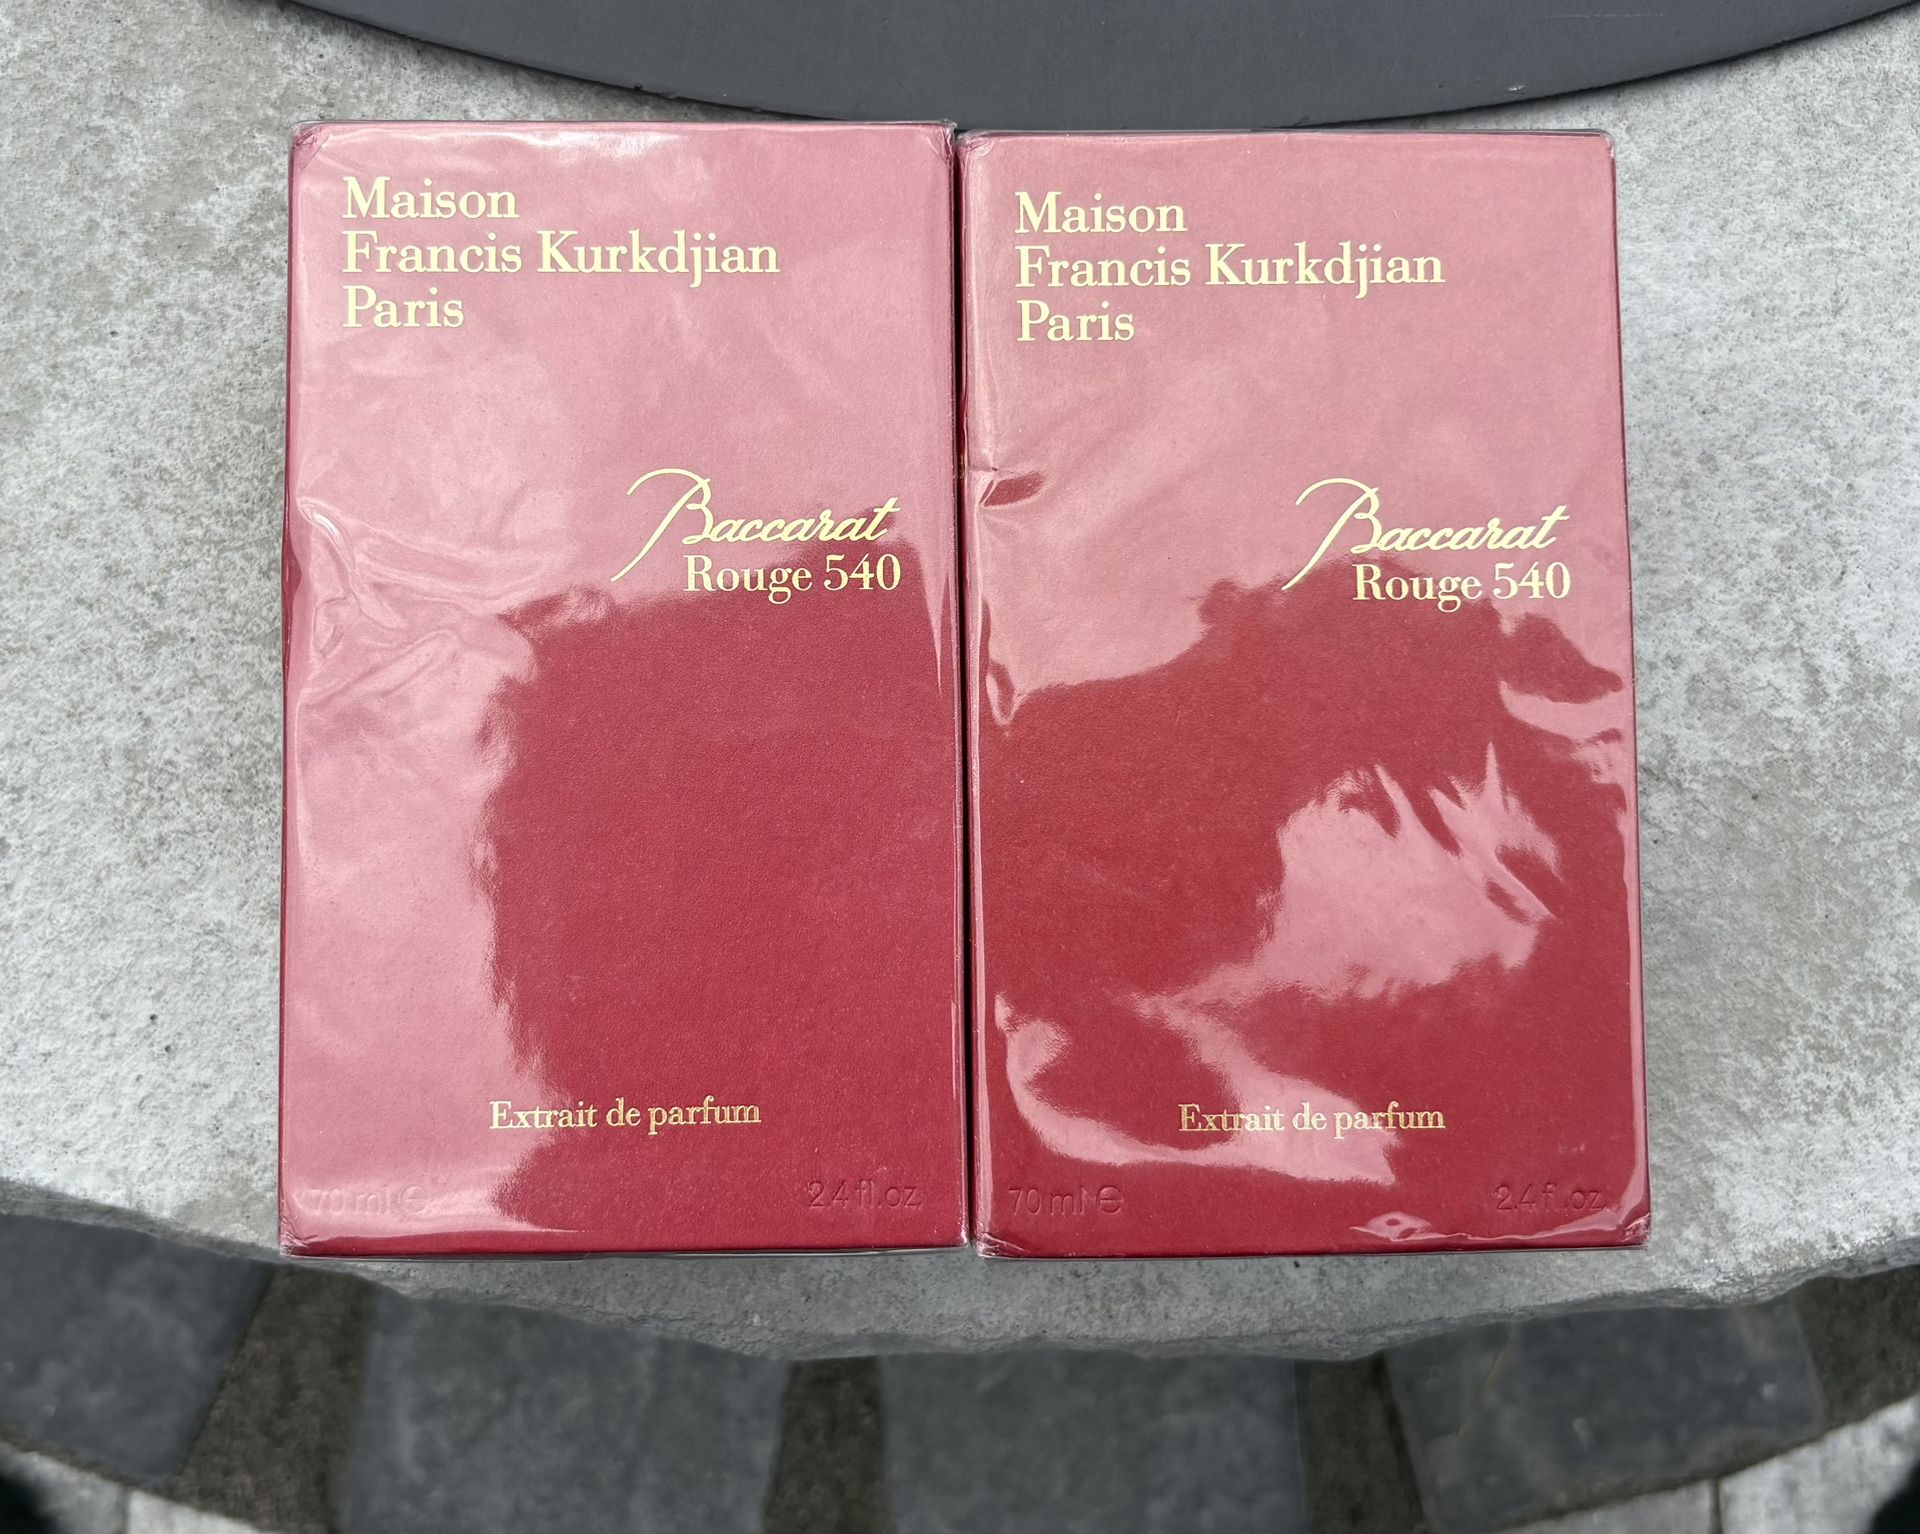 Maison
Francis Kurkdjian
Paris
Baccarat
Rouge 540
Extrait de parfum
70 ml e
2.4 fl.oz.
Maison
Francis Kurkdjian
Paris
Baccarat
Rouge 540
Extrait de parfum
70 ml e
2.4 fl.oz.